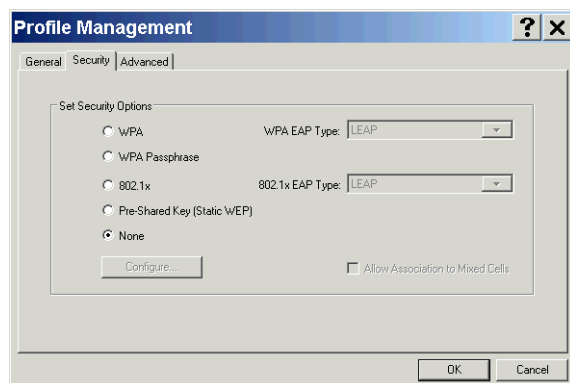 Profile Management
General Security Advanced
Set Security Options
WPA WPA EAP Type: LEAP
WPA Passphrase
802.1x 802.1x EAP Type: LEAP
Pre-Shared Key (Static WEP)
None
Configure... Allow Association to Mixed Cells
OK Cancel